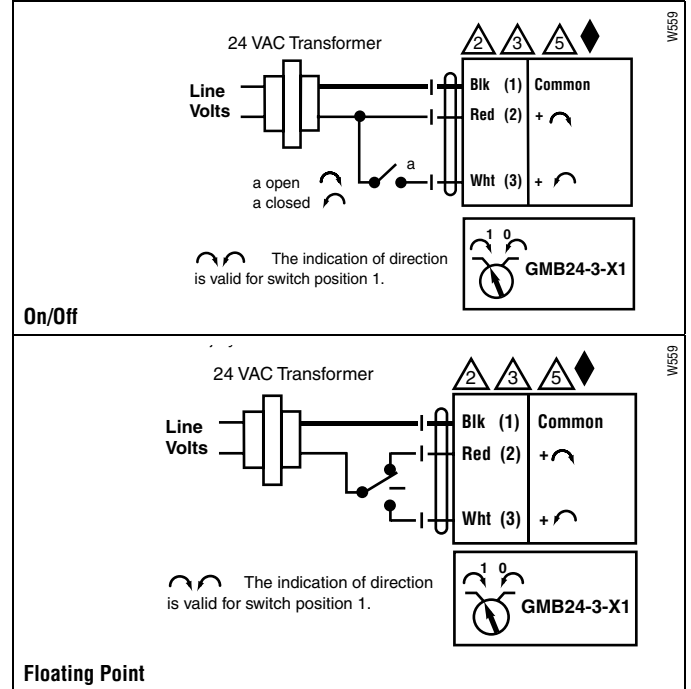 W559
24 VAC Transformer
2 3 5
Line
Volts
Blk (1) Common
Red (2) +
a
Wht (3) +
a open
a closed
1 0
The indication of direction
is valid for switch position 1.
GMB24-3-X1
On/Off
W559
24 VAC Transformer
2 3 5
Line
Volts
Blk (1) Common
Red (2) +
Wht (3) +
1 0
The indication of direction
is valid for switch position 1.
GMB24-3-X1
Floating Point